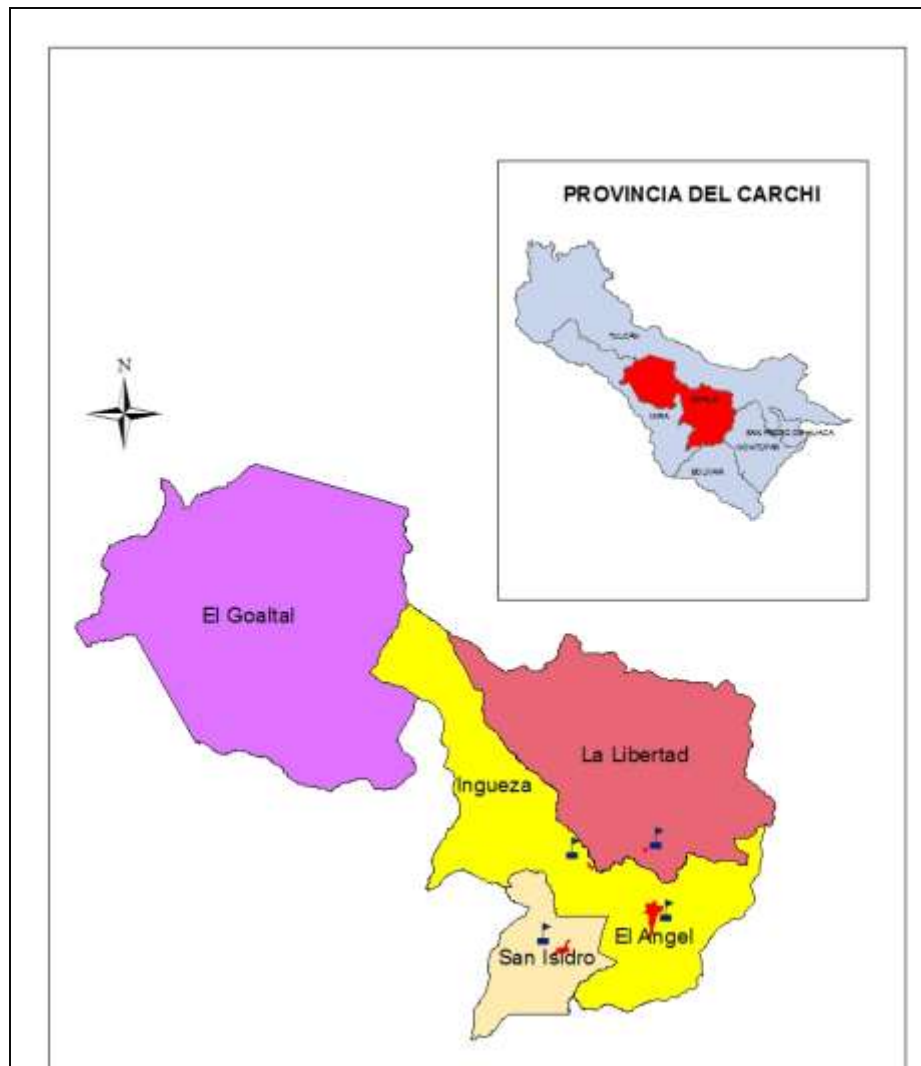 PROVINCIA DEL CARCHI
TULCÁN
MIRA
ESPEJO
SAN PEDRO DE HUACA
MONTUFAR
BOLIVAR
N
El Goaltal
La Libertad
Ingueza
El Angel
San Isidro